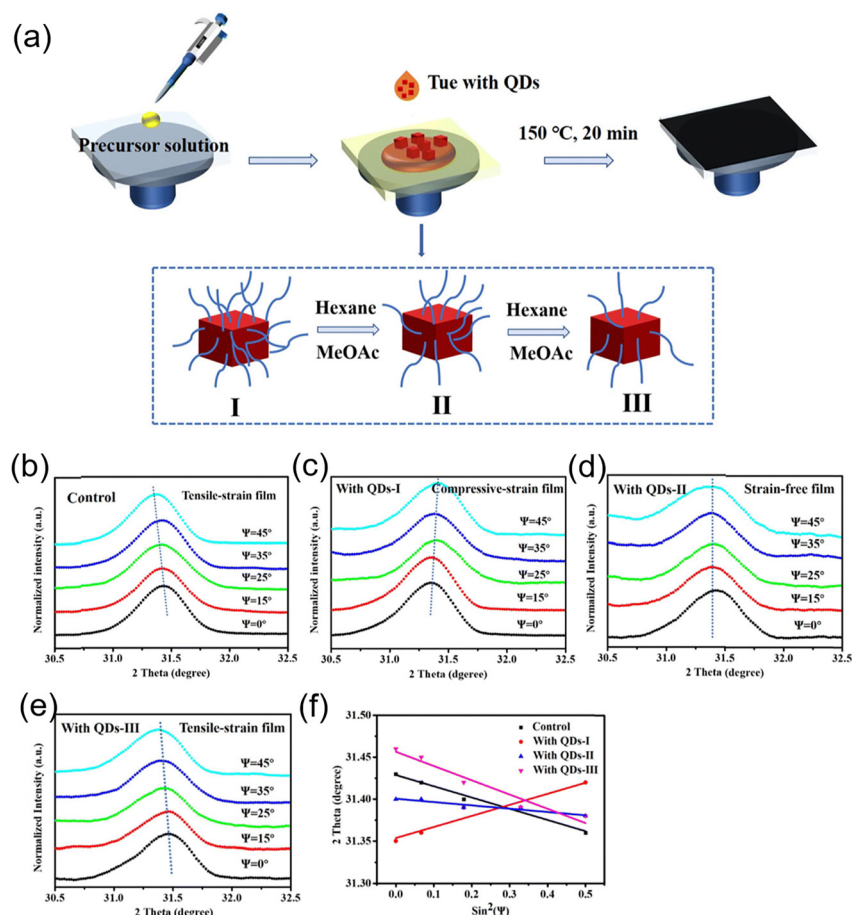 (a)
Tue with QDs
Precursor solution
150 °C, 20 min
Hexane
MeOAc
Hexane
MeOAc
I
II
III
(b)
Control
Tensile-strain film
Ψ=45°
Ψ=35°
Ψ=25°
Ψ=15°
Ψ=0°
Normalized intensity (a.u.)
30.5 31.0 31.5 32.0 32.5
2 Theta (degree)
(c)
With QDs-I
Compressive-strain film
Ψ=45°
Ψ=35°
Ψ=25°
Ψ=15°
Ψ=0°
Normalized intensity (a.u.)
30.5 31.0 31.5 32.0 32.5
2 Theta (dgree)
(d)
With QDs-II
Strain-free film
Ψ=45°
Ψ=35°
Ψ=25°
Ψ=15°
Ψ=0°
Normalized Intensity (a.u.)
30.5 31.0 31.5 32.0 32.5
2 Theta (degree)
(e)
With QDs-III
Tensile-strain film
Ψ=45°
Ψ=35°
Ψ=25°
Ψ=15°
Ψ=0°
Normalized Intensity (a.u.)
30.5 31.0 31.5 32.0 32.5
2 Theta (degree)
(f)
31.50
31.45
31.40
31.35
31.30
2 Theta (degree)
Control
With QDs-I
With QDs-II
With QDs-III
0.0 0.1 0.2 0.3 0.4 0.5
Sin²(Ψ)